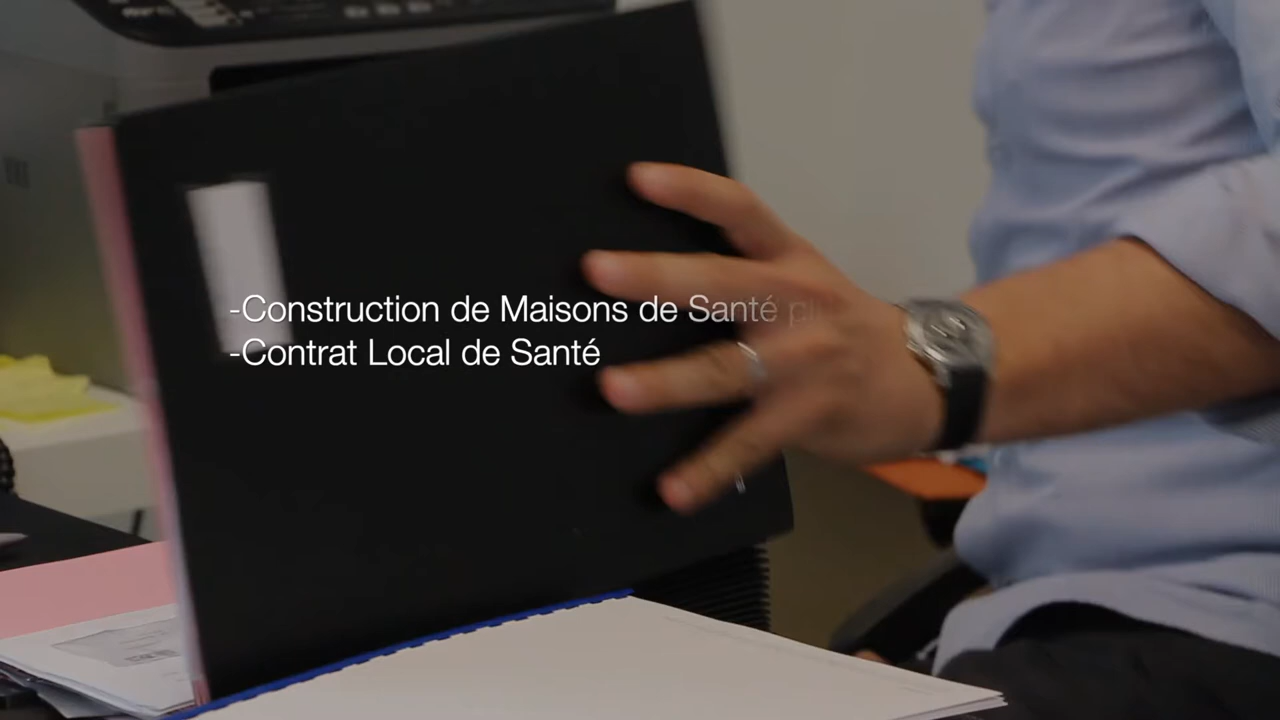 -Construction de Maisons de Santé
-Contrat Local de Santé